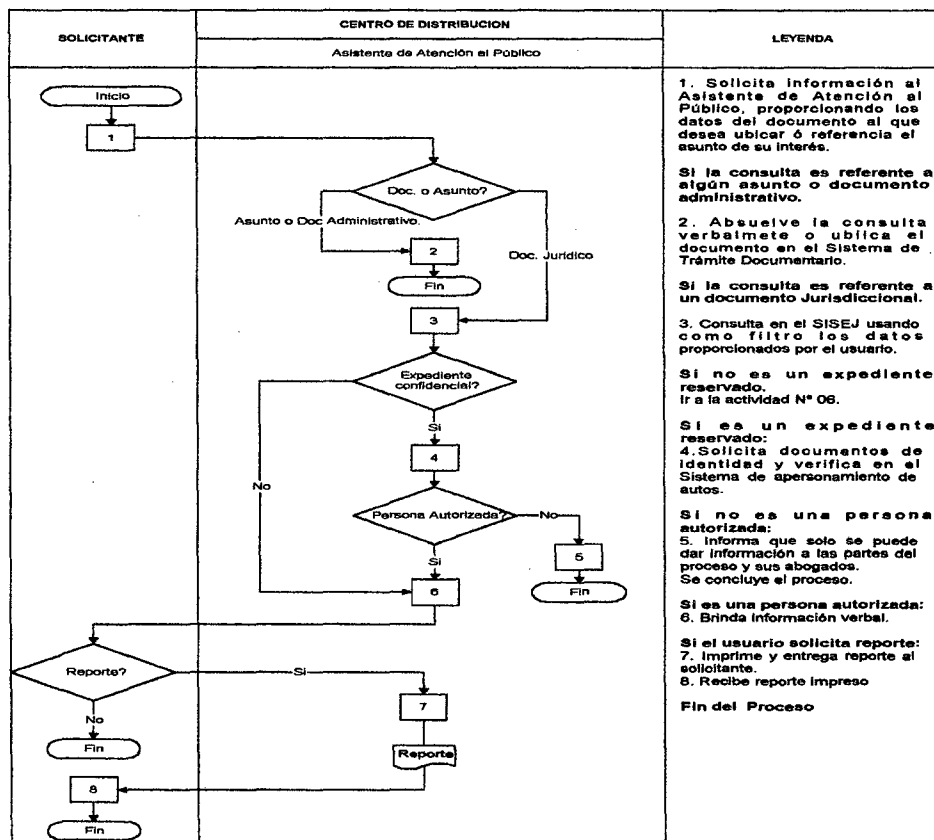 SOLICITANTE
CENTRO DE DISTRIBUCION
Asistente de Atención al Público
LEYENDA
Inicio
1
Doc. o Asunto?
Asunto o Doc Administrativo.
Doc. Jurídico
2
Fin
3
Expediente
confidencial?
Si
No
4
Persona Autorizada?
No
Si
5
Fin
6
Reporte?
Si
No
Fin
7
Reporte
8
Fin
1. Solicita información al
Asistente de Atención al
Público, proporcionando los
datos del documento al que
desea ubicar ó referencia el
asunto de su interés.
Si la consulta es referente a
algún asunto o documento
administrativo.
2. Absuelve la consulta
verbalmete o ubica el
documento en el Sistema de
Trámite Documentario.
Si la consulta es referente a
un documento Jurisdiccional.
3. Consulta en el SISEJ usando
como filtro los datos
proporcionados por el usuario.
Si no es un expediente
reservado.
Ir a la actividad N° 06.
Si es un expediente
reservado:
4.Solicita documentos de
identidad y verifica en el
Sistema de apersonamiento de
autos.
Si no es una persona
autorizada:
5. Informa que solo se puede
dar información a las partes del
proceso y sus abogados.
Se concluye el proceso.
Si es una persona autorizada:
6. Brinda información verbal.
Si el usuario solicita reporte:
7. Imprime y entrega reporte al
solicitante.
8. Recibe reporte impreso
Fin del Proceso